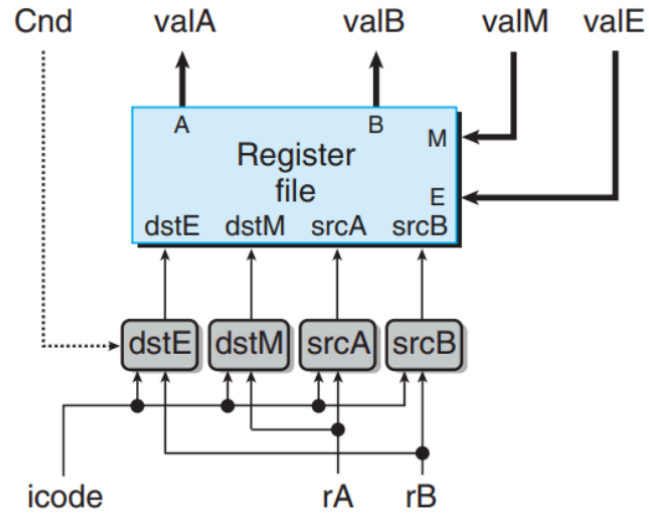 Cnd valA valB valM valE
A B
M
Register
file
E
dstE dstM srcA srcB
dstE dstM srcA srcB
icode rA rB